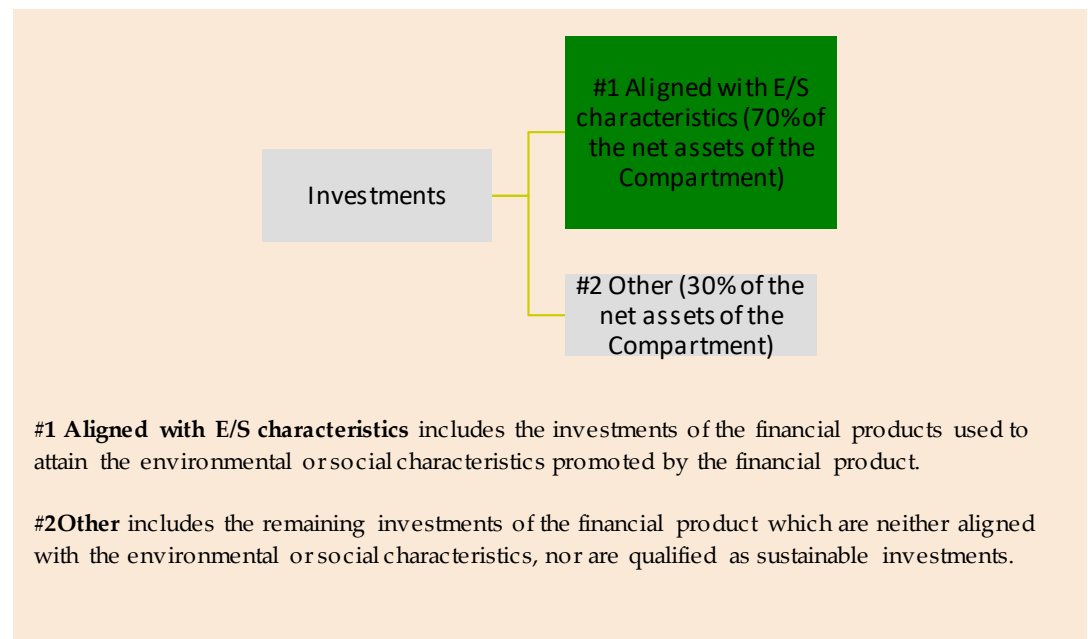 #1 Aligned with E/S
characteristics (70% of
the net assets of the
Compartment)
Investments
#2 Other (30% of the
net assets of the
Compartment)
#1 Aligned with E/S characteristics includes the investments of the financial products used to
attain the environmental or social characteristics promoted by the financial product.
#2Other includes the remaining investments of the financial product which are neither aligned
with the environmental or social characteristics, nor are qualified as sustainable investments.